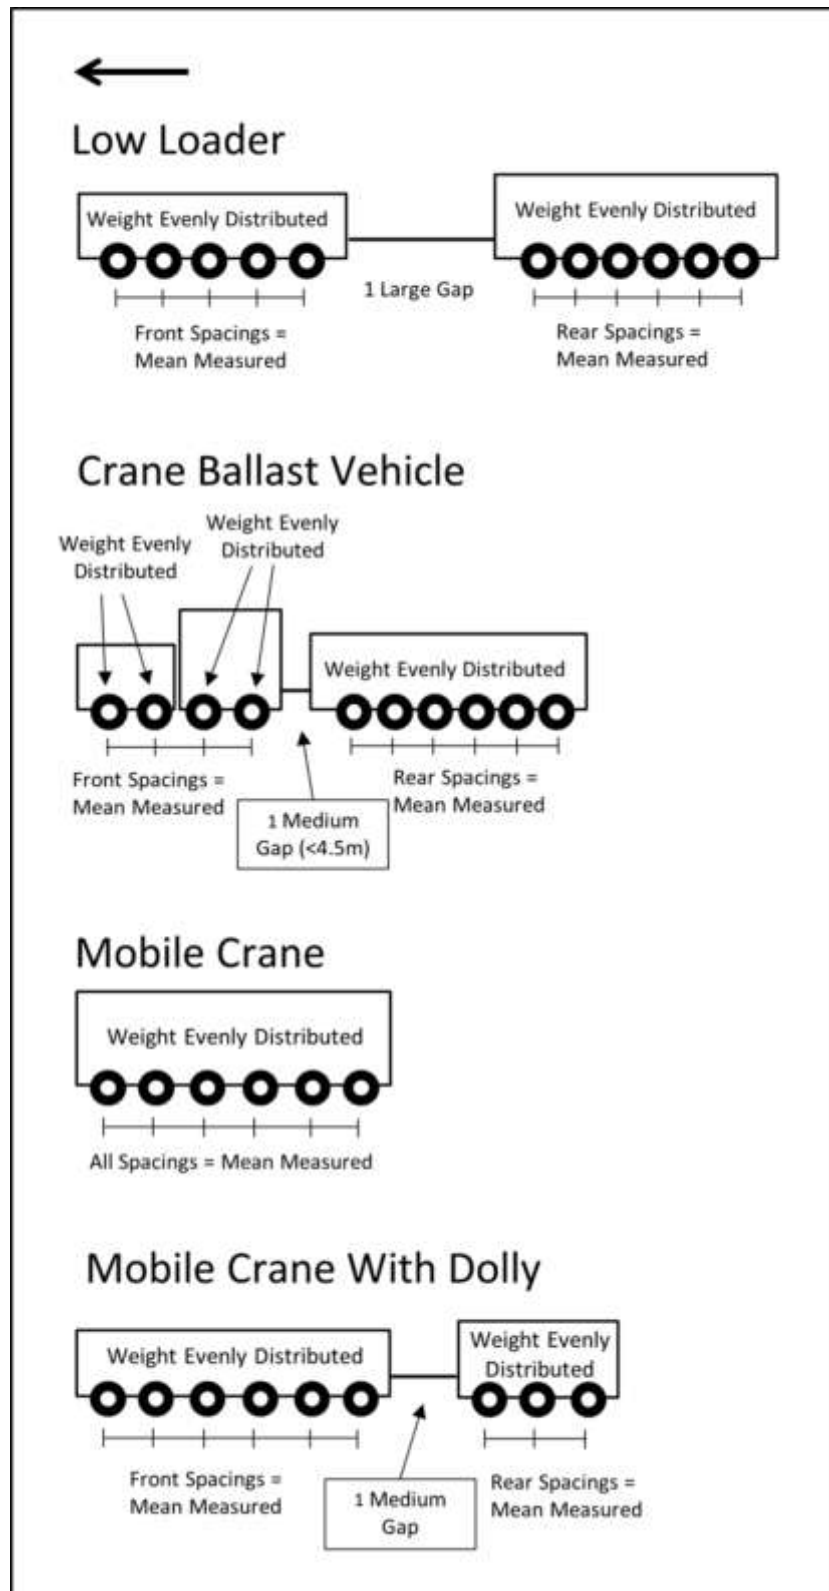 Low Loader
Weight Evenly Distributed
Weight Evenly Distributed
1 Large Gap
Front Spacings =
Mean Measured
Rear Spacings =
Mean Measured
Crane Ballast Vehicle
Weight Evenly
Distributed
Weight Evenly
Distributed
Weight Evenly Distributed
Front Spacings =
Mean Measured
Rear Spacings =
Mean Measured
1 Medium
Gap (<4.5m)
Mobile Crane
Weight Evenly Distributed
All Spacings = Mean Measured
Mobile Crane With Dolly
Weight Evenly Distributed
Weight Evenly
Distributed
Front Spacings =
Mean Measured
1 Medium
Gap
Rear Spacings =
Mean Measured